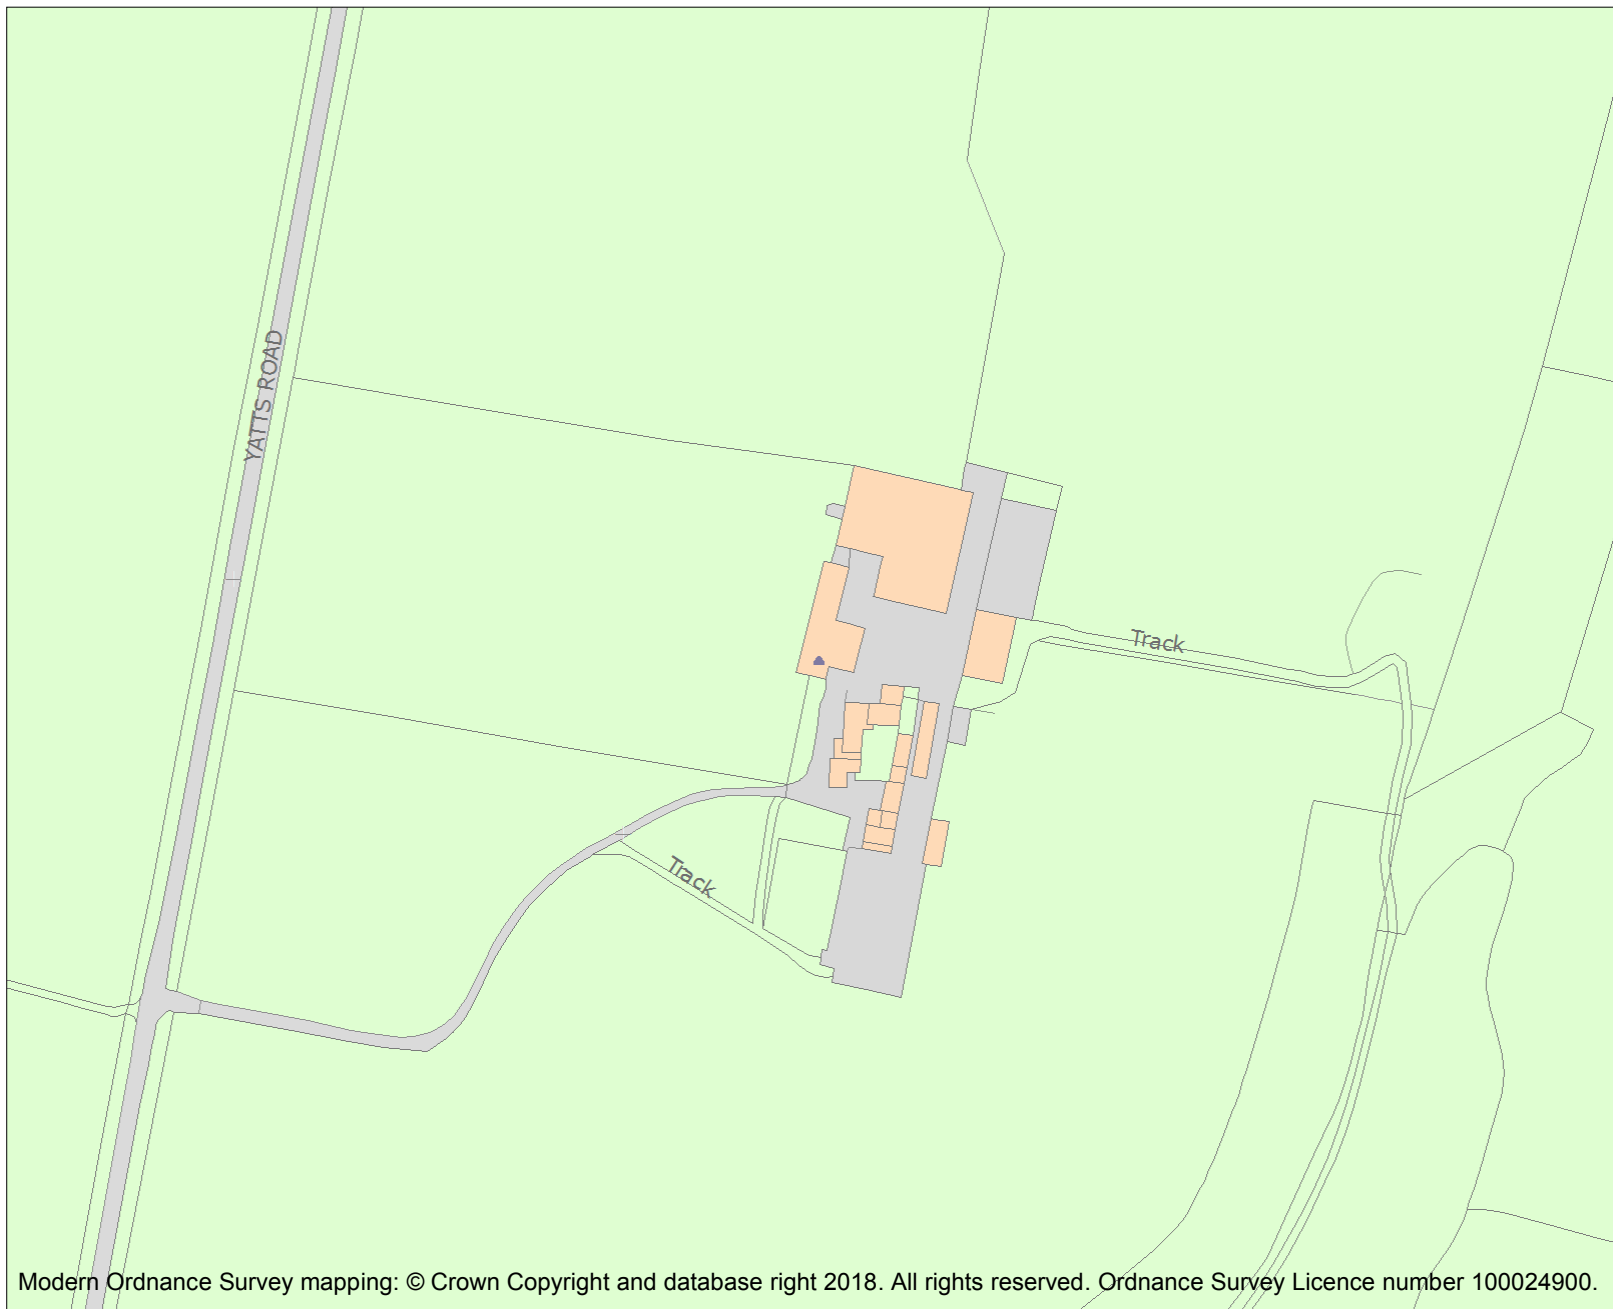 YATTS ROAD
Track
Track
Modern Ordnance Survey mapping: © Crown Copyright and database right 2018. All rights reserved. Ordnance Survey Licence number 100024900.